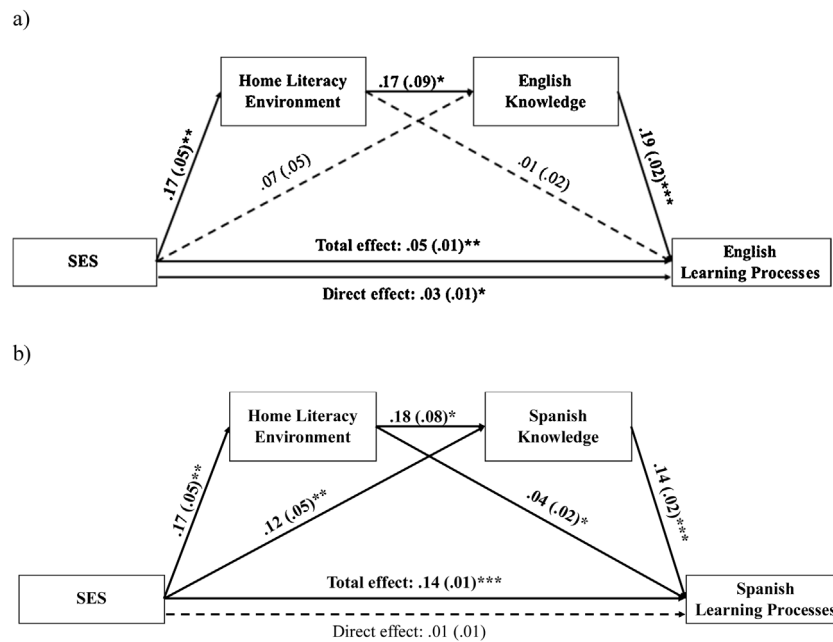 a)
Home Literacy
Environment
.17 (.09)*
English
Knowledge
.17 (.05)**
.07 (.05)
.01 (.02)
.19 (.02)***
SES
Total effect: .05 (.01)**
English
Learning Processes
Direct effect: .03 (.01)*
b)
Home Literacy
Environment
.18 (.08)*
Spanish
Knowledge
.17 (.05)**
.12 (.05)**
.04 (.02)*
.14 (.02)***
SES
Total effect: .14 (.01)***
Spanish
Learning Processes
Direct effect: .01 (.01)